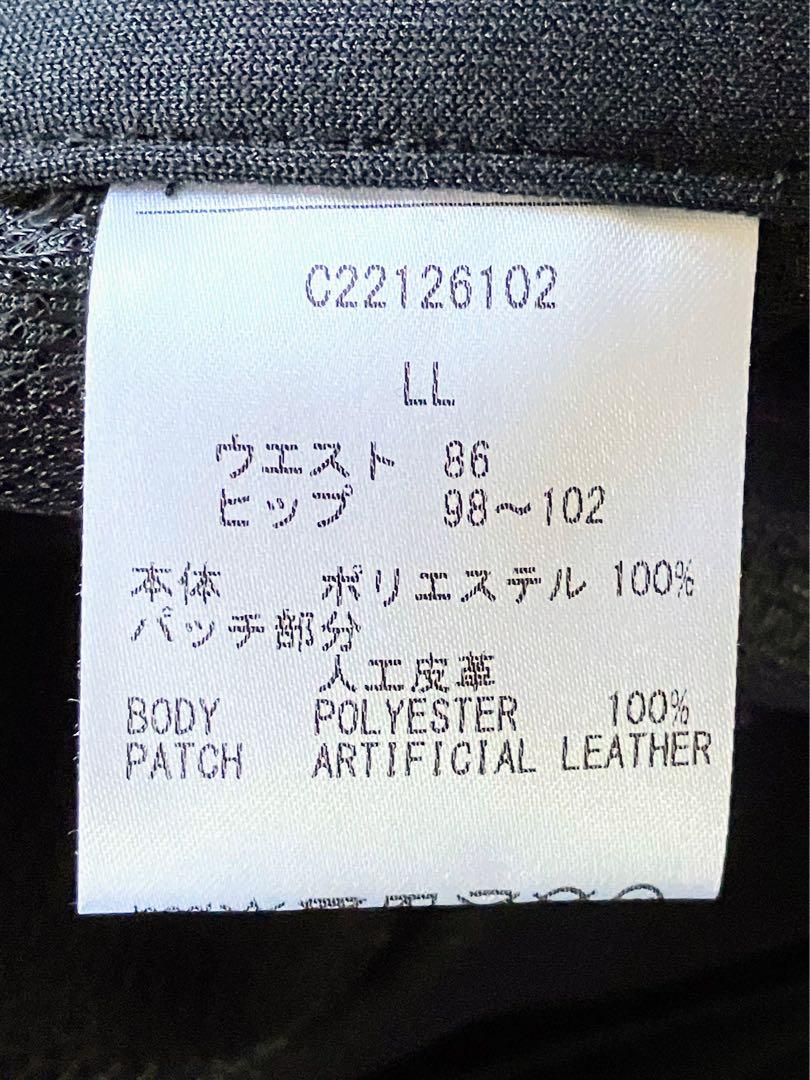 C22126102
LL
ウエスト 86
ヒップ 98～102
本体 ポリエステル 100%
パッチ部分
人工皮革
BODY POLYESTER 100%
PATCH ARTIFICIAL LEATHER